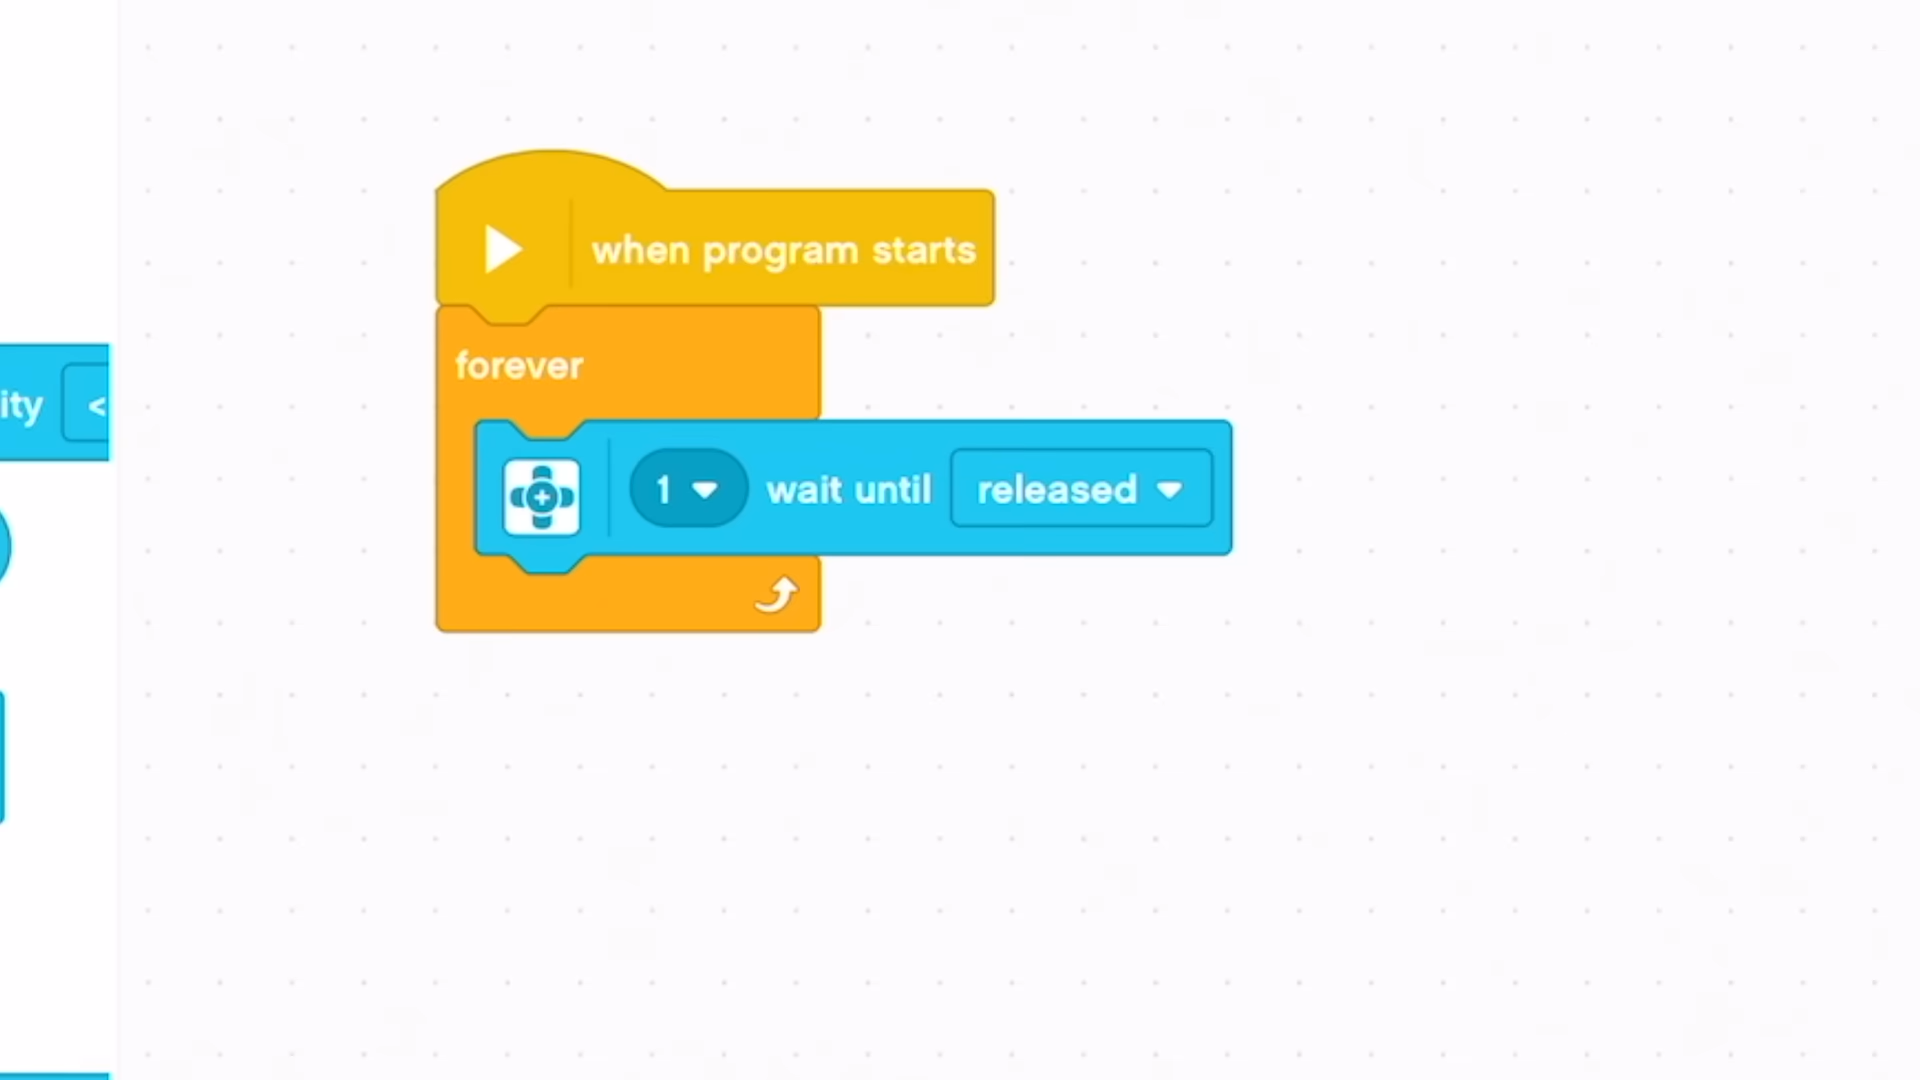 when program starts
forever
ity <
1 wait until released